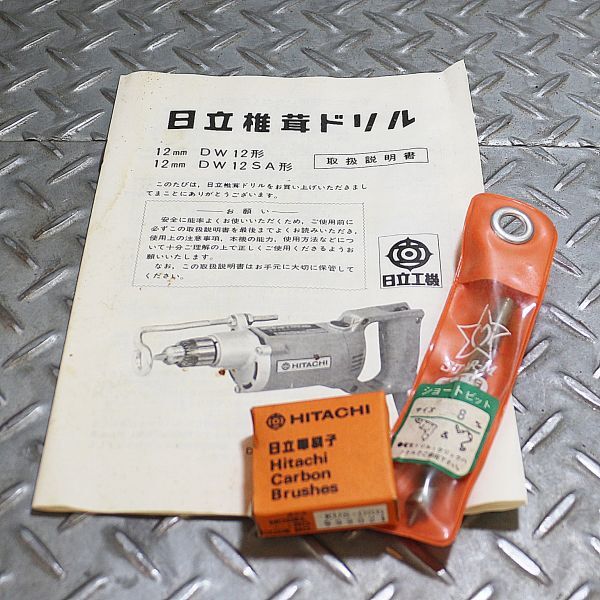 日立椎茸ドリル
12mm DW12形
12mm DW12SA形
取扱説明書
このたびは、日立椎茸ドリルをお買い上げいただきまし
てまことにありがとうございます。
お願い
安全に能率よくお使いいただくため、ご使用前に
必ずこの取扱説明書を最後までよくお読みいただき、
使用上の注意事項、本機の能力、使用方法などについ
て十分ご理解の上で正しくご使用くださるようお
願いいたします。
なお、この取扱説明書はお手元に大切に保管して
ください。
日立工機
HITACHI
HITACHI
日立電刷子
Hitachi
Carbon
Brushes
STAR-M
ショートビット
サイズ 8
&